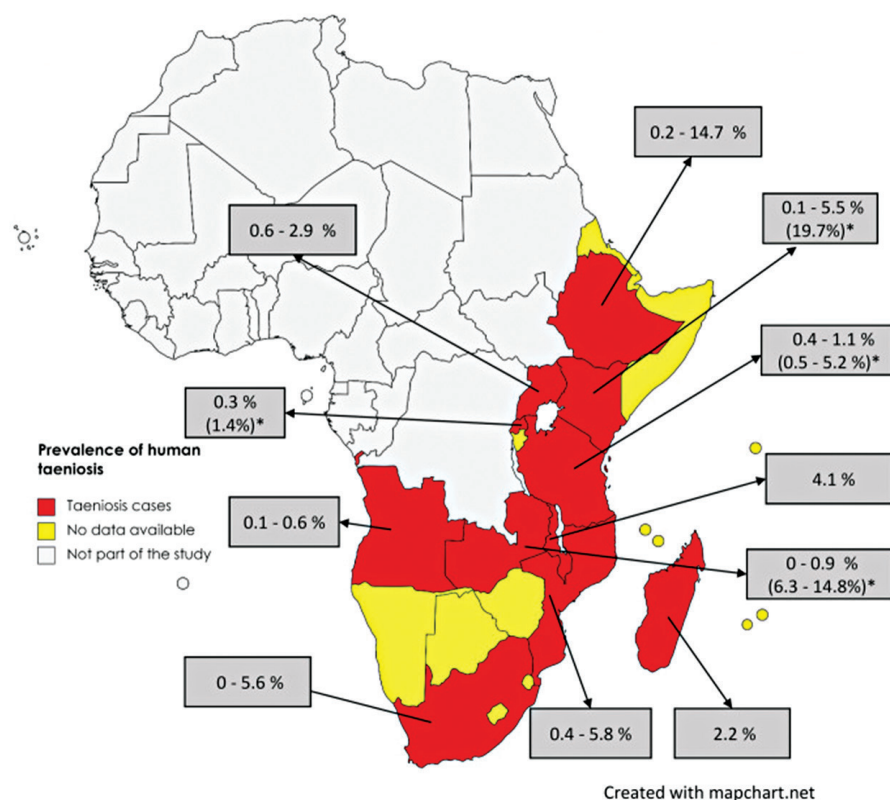 0.2 - 14.7 %
0.1 - 5.5 %
(19.7%)*
0.6 - 2.9 %
0.4 - 1.1 %
(0.5 - 5.2 %)*
0.3 %
(1.4%)*
Prevalence of human
taeniosis
Taeniosis cases
No data available
Not part of the study
4.1 %
0.1 - 0.6 %
0 - 0.9 %
(6.3 - 14.8%)*
0 - 5.6 %
0.4 - 5.8 %
2.2 %
Created with mapchart.net